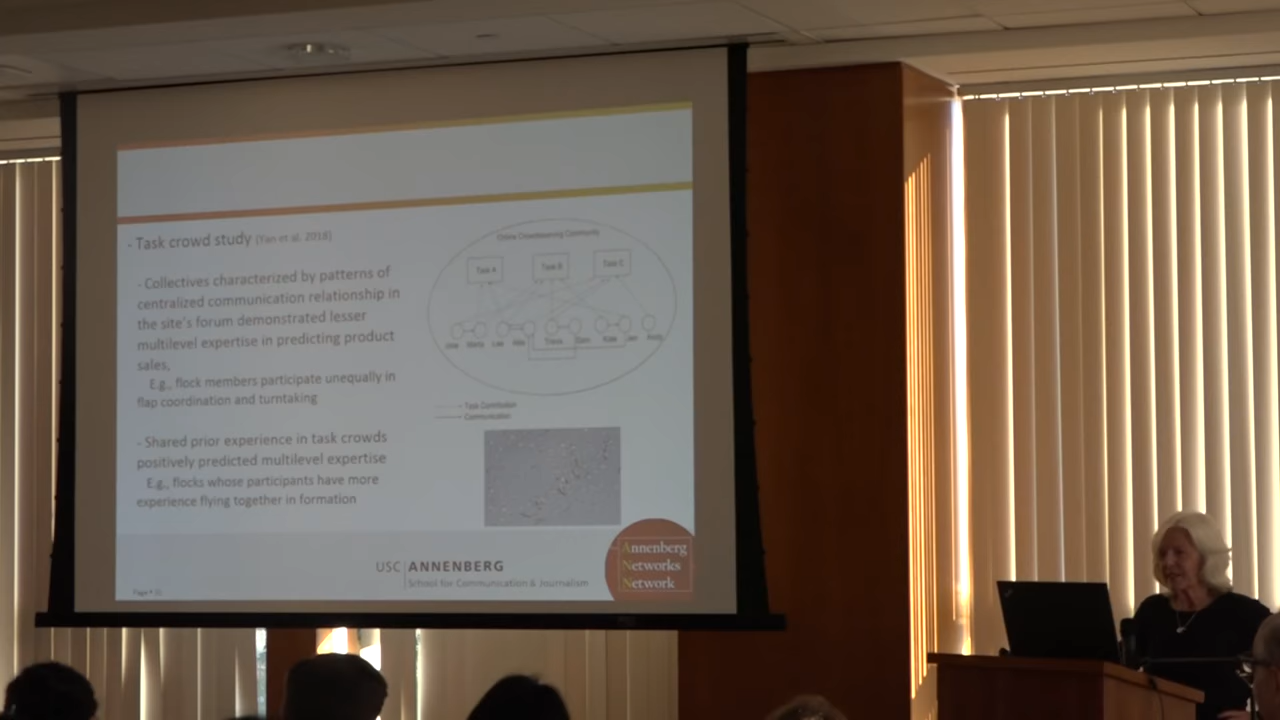 - Task crowd study (Yan et al. 2018)
- Collectives characterized by patterns of
centralized communication relationship in
the site's forum demonstrated lesser
multilevel expertise in predicting product
sales,
E.g., flock members participate unequally in
flap coordination and turntaking
- Shared prior experience in task crowds
positively predicted multilevel expertise
E.g., flocks whose participants have more
experience flying together in formation
Online Crowdsourcing Community
Task A
Task B
Task C
Task Contribution
Communication
USC ANNENBERG
School for Communication & Journalism
Annenberg
Networks
Network